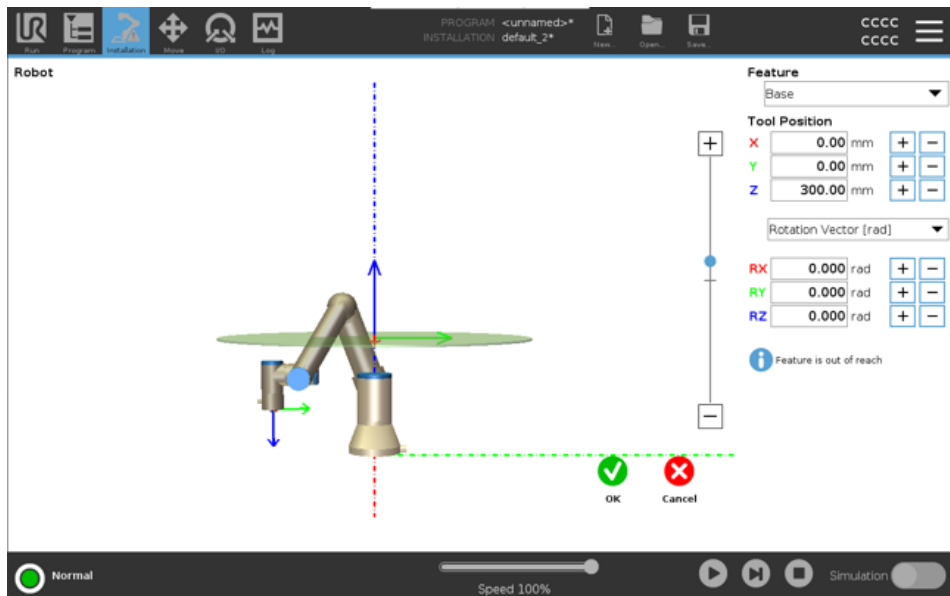 PROGRAM <unnamed>*
INSTALLATION default_2*
UR
Run
Program
Installation
Move
I/O
Log
New...
Open...
Save...
CCCC
CCCC
Robot
Feature
Base
Tool Position
X 0.00 mm + −
Y 0.00 mm + −
Z 300.00 mm + −
Rotation Vector [rad]
RX 0.000 rad + −
RY 0.000 rad + −
RZ 0.000 rad + −
i Feature is out of reach
+
−
OK
Cancel
Normal
Speed 100%
Simulation